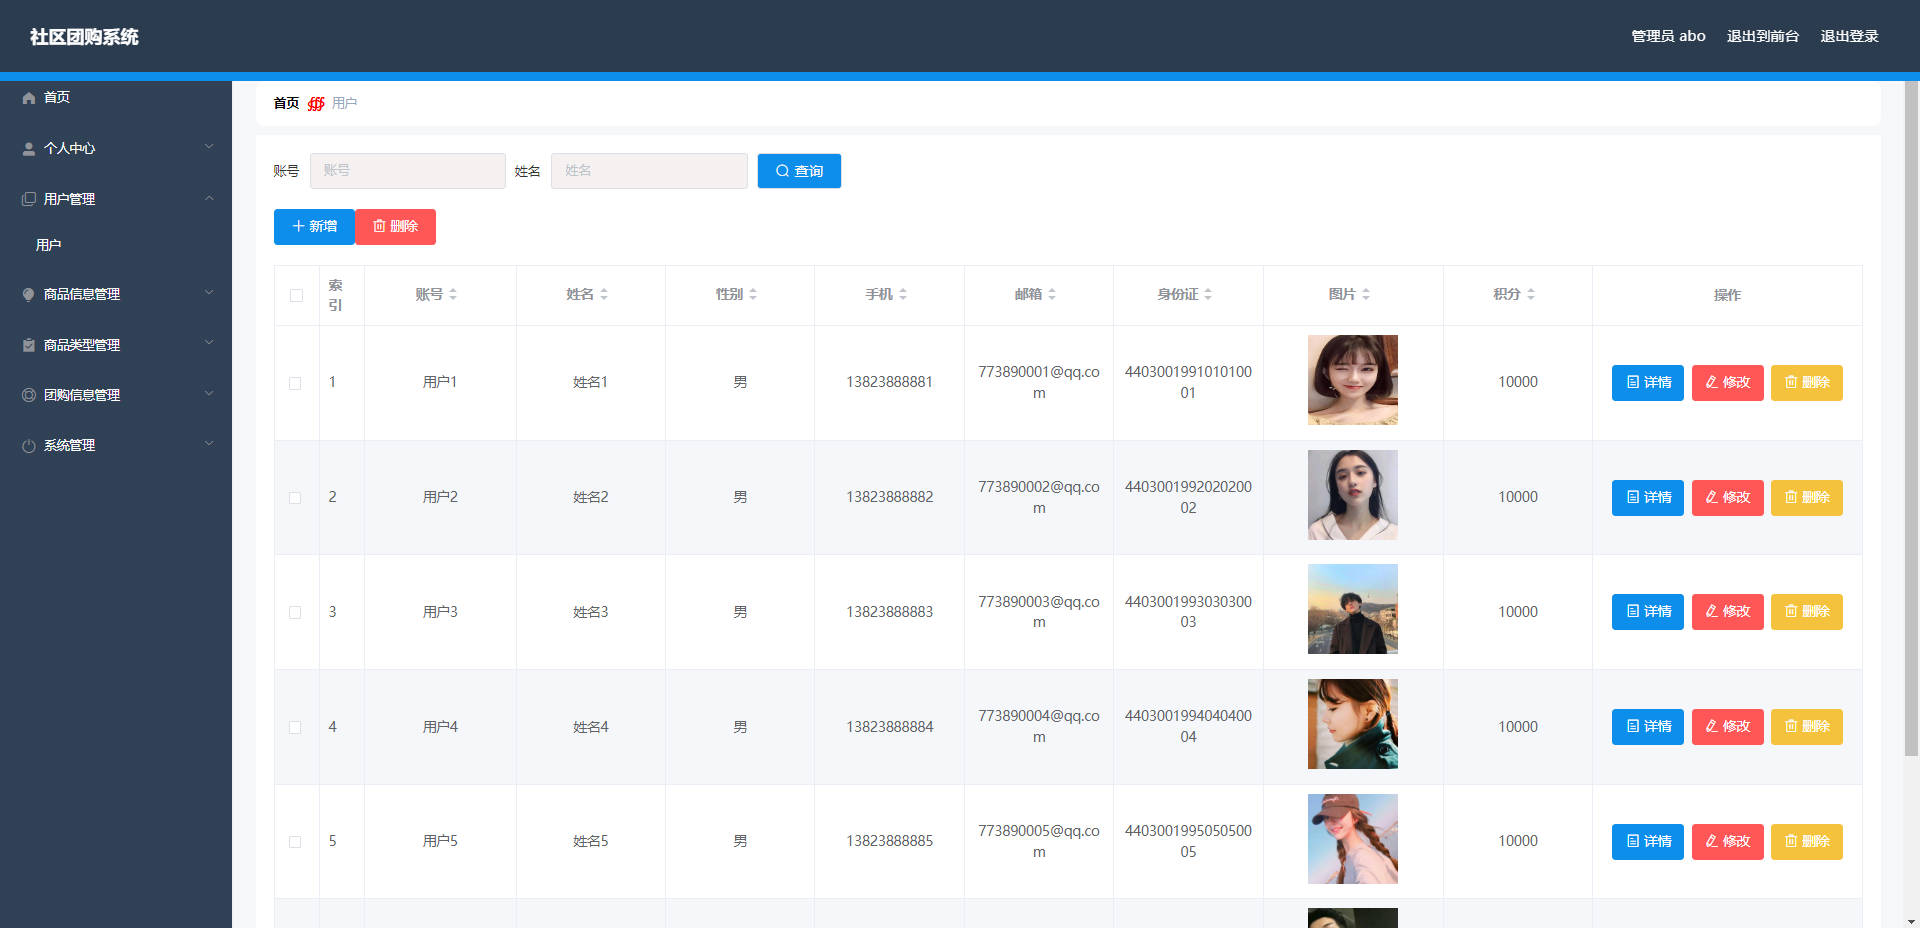 社区团购系统
管理员 abo 退出到前台 退出登录
首页
个人中心
用户管理
用户
商品信息管理
商品类型管理
团购信息管理
系统管理
首页 用户
账号 账号 姓名 姓名 查询
新增 删除
索引 账号 姓名 性别 手机 邮箱 身份证 图片 积分 操作
1 用户1 姓名1 男 13823888881 773890001@qq.com 440300199101010001 10000 详情 修改 删除
2 用户2 姓名2 男 13823888882 773890002@qq.com 440300199202020002 10000 详情 修改 删除
3 用户3 姓名3 男 13823888883 773890003@qq.com 440300199303030003 10000 详情 修改 删除
4 用户4 姓名4 男 13823888884 773890004@qq.com 440300199404040004 10000 详情 修改 删除
5 用户5 姓名5 男 13823888885 773890005@qq.com 440300199505050005 10000 详情 修改 删除